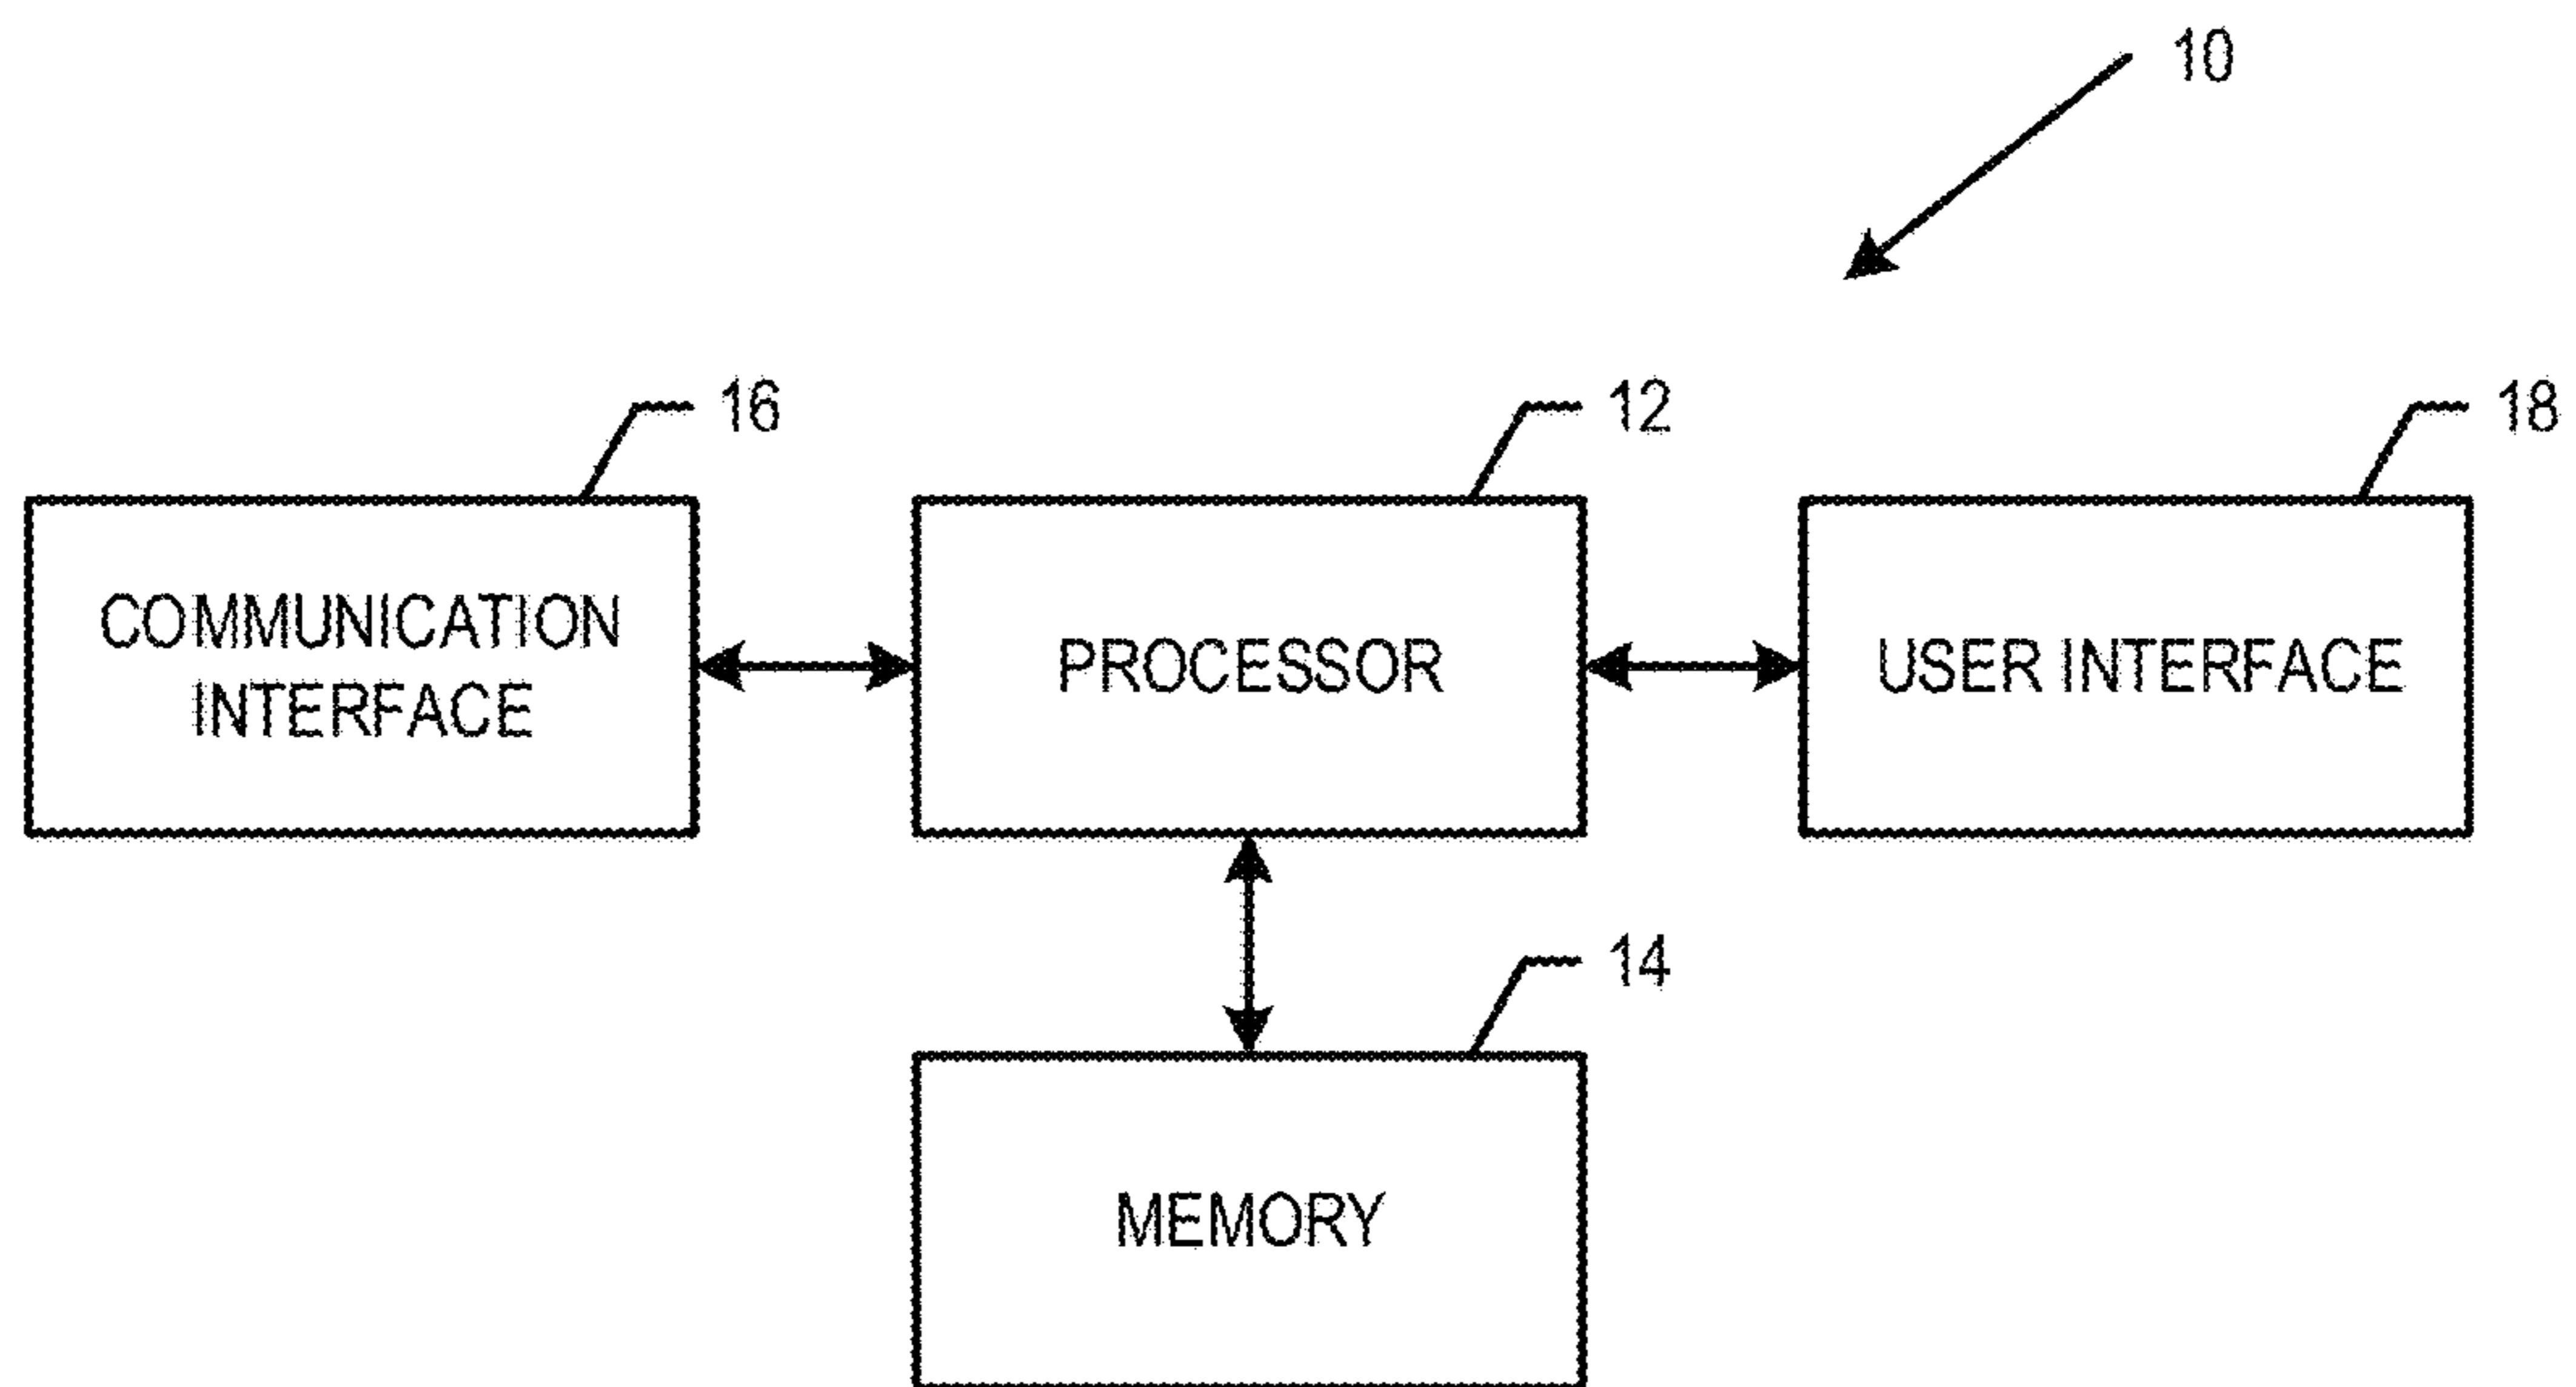 10
16
12
18
COMMUNICATION
INTERFACE
PROCESSOR
USER INTERFACE
14
MEMORY